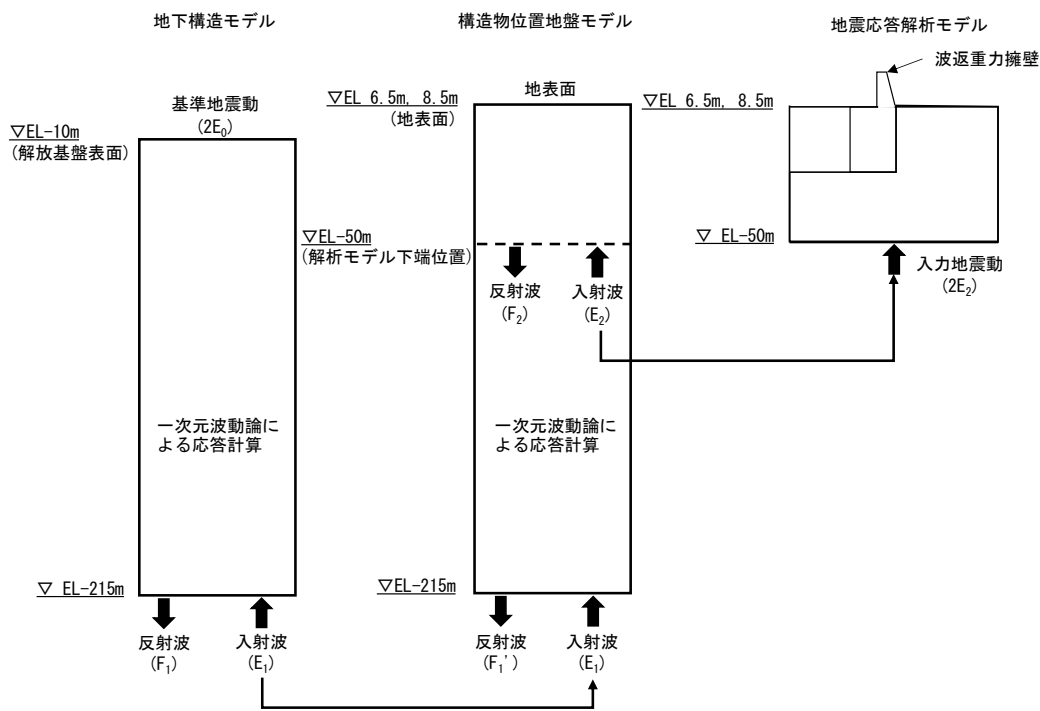 地下構造モデル
基準地震動
(2E₀)
▽EL-10m
(解放基盤表面)
一次元波動論に
よる応答計算
▽ EL-215m
反射波
(F₁)
入射波
(E₁)
構造物位置地盤モデル
▽EL 6.5m, 8.5m
(地表面)
地表面
▽EL-50m
(解析モデル下端位置)
反射波
(F₂)
入射波
(E₂)
一次元波動論に
よる応答計算
▽EL-215m
反射波
(F₁')
入射波
(E₁)
地震応答解析モデル
波返重力擁壁
▽EL 6.5m, 8.5m
▽ EL-50m
入力地震動
(2E₂)